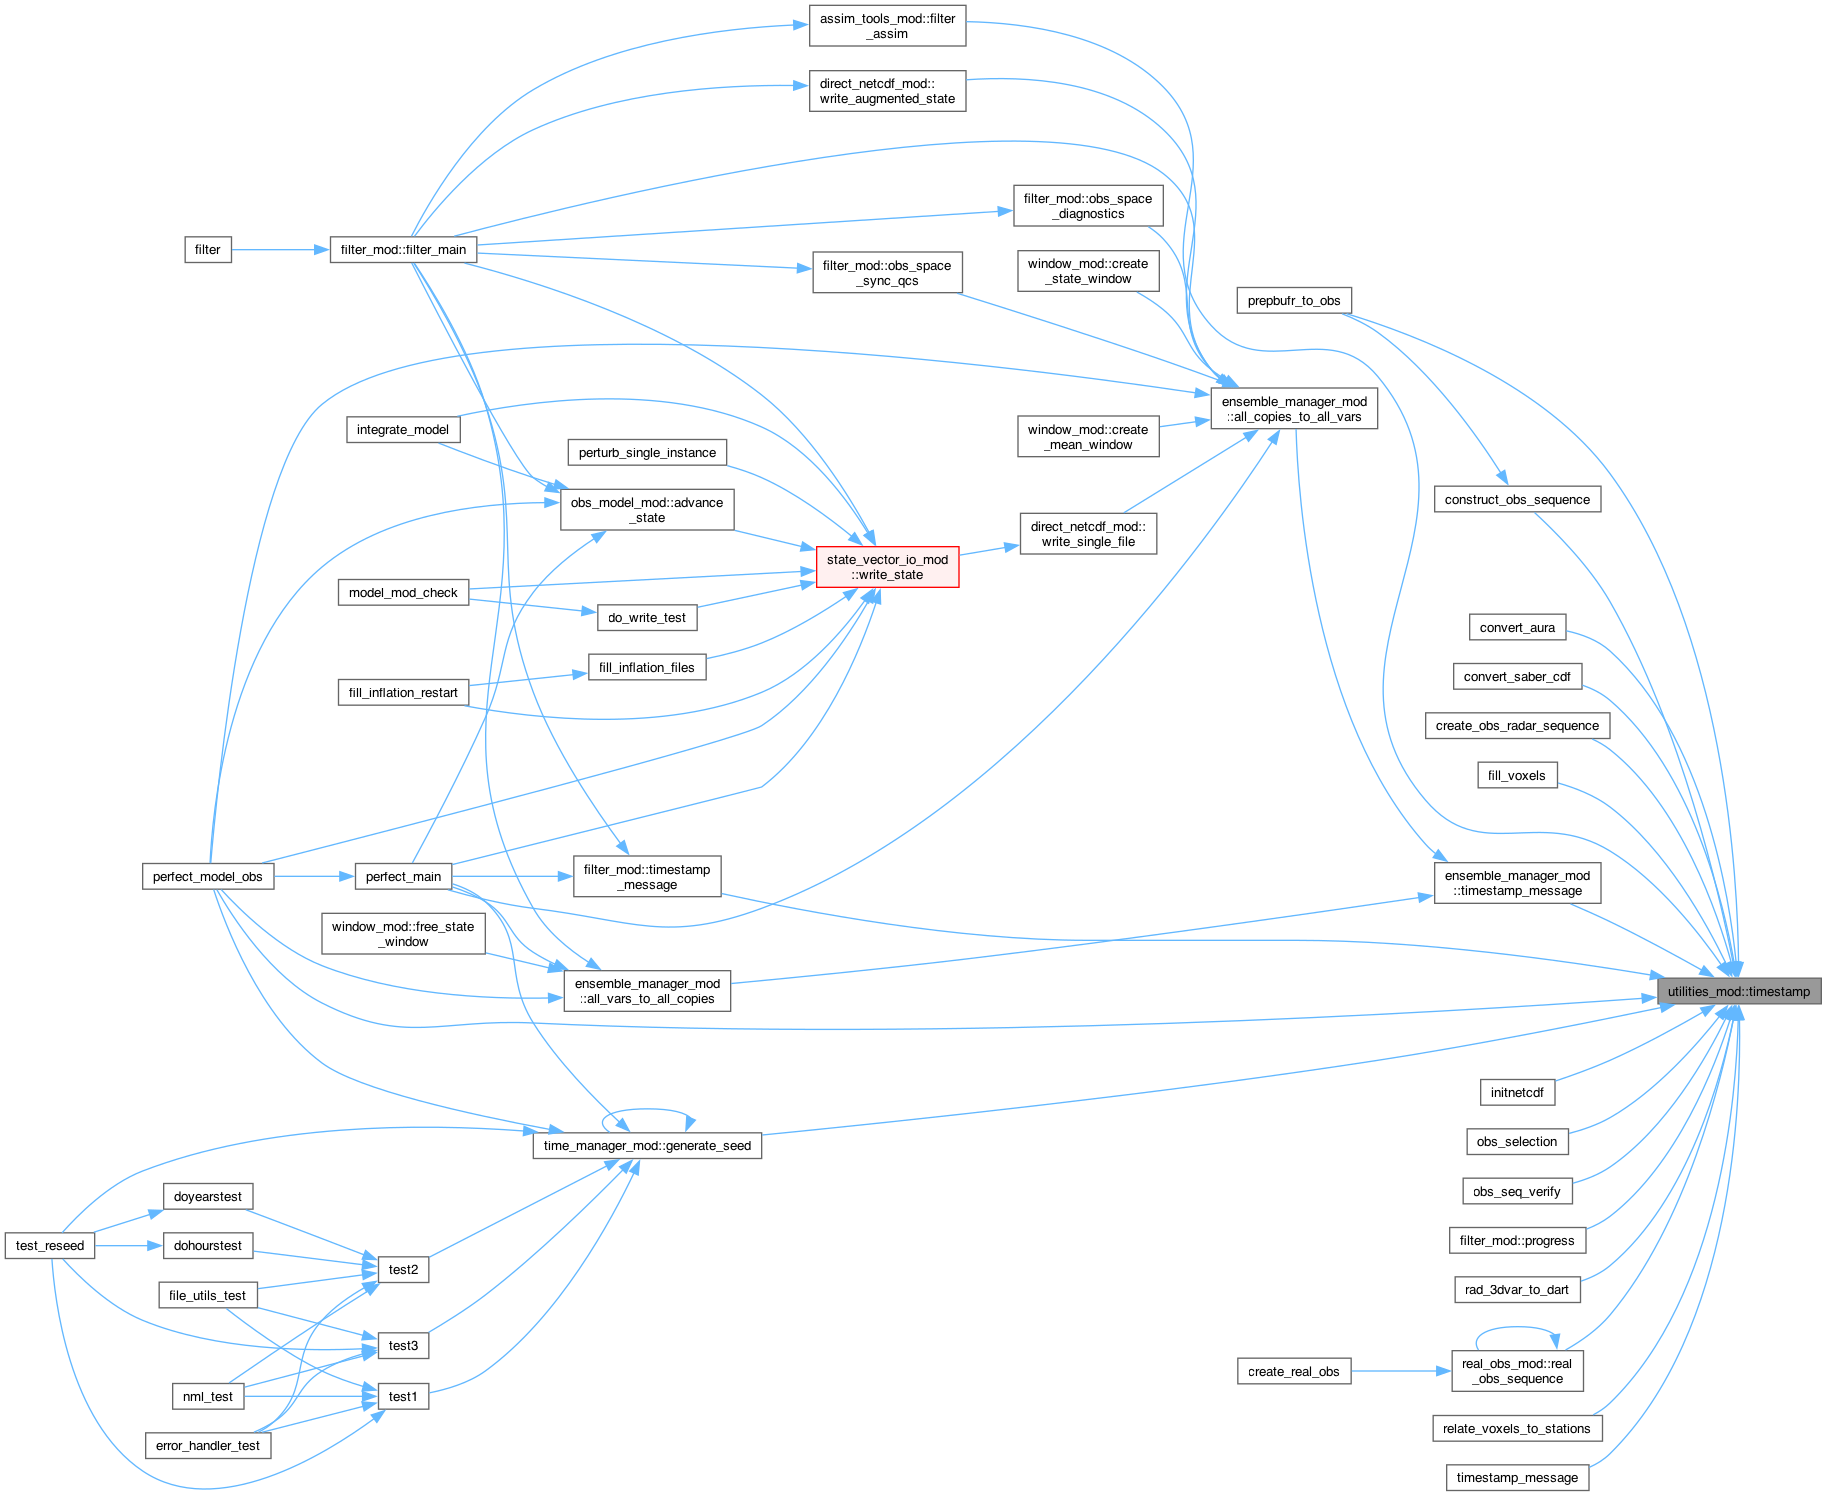 assim_tools_mod::filter
_assim
direct_netcdf_mod::
write_augmented_state
filter_mod::obs_space
_diagnostics
filter
filter_mod::filter_main
filter_mod::obs_space
_sync_qcs
window_mod::create
_state_window
prepbufr_to_obs
ensemble_manager_mod
::all_copies_to_all_vars
integrate_model
window_mod::create
_mean_window
perturb_single_instance
construct_obs_sequence
obs_model_mod::advance
_state
direct_netcdf_mod::
write_single_file
state_vector_io_mod
::write_state
model_mod_check
do_write_test
convert_aura
fill_inflation_files
convert_saber_cdf
fill_inflation_restart
create_obs_radar_sequence
fill_voxels
perfect_model_obs
perfect_main
filter_mod::timestamp
_message
ensemble_manager_mod
::timestamp_message
window_mod::free_state
_window
ensemble_manager_mod
::all_vars_to_all_copies
utilities_mod::timestamp
initnetcdf
time_manager_mod::generate_seed
obs_selection
doyearstest
obs_seq_verify
test_reseed
dohourstest
filter_mod::progress
test2
file_utils_test
rad_3dvar_to_dart
test3
create_real_obs
real_obs_mod::real
_obs_sequence
nml_test
test1
relate_voxels_to_stations
error_handler_test
timestamp_message